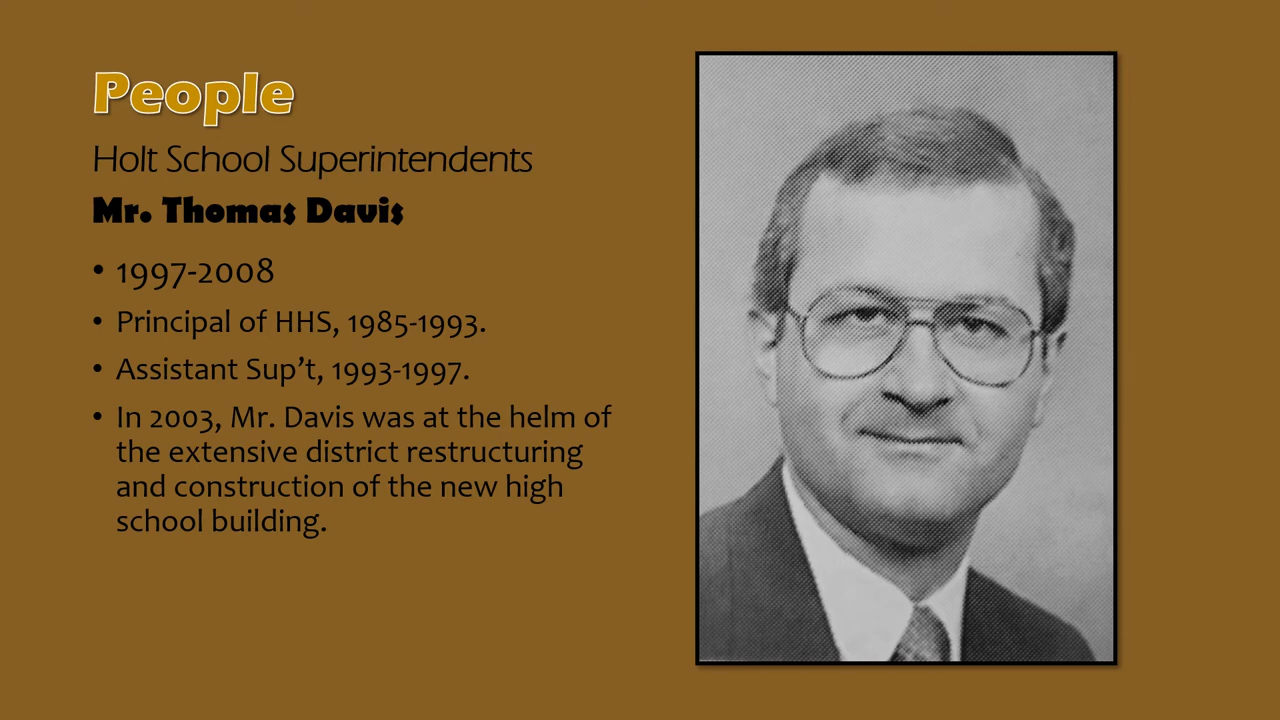 People
Holt School Superintendents
Mr. Thomas Davis
• 1997-2008
• Principal of HHS, 1985-1993.
• Assistant Sup’t, 1993-1997.
• In 2003, Mr. Davis was at the helm of
the extensive district restructuring
and construction of the new high
school building.